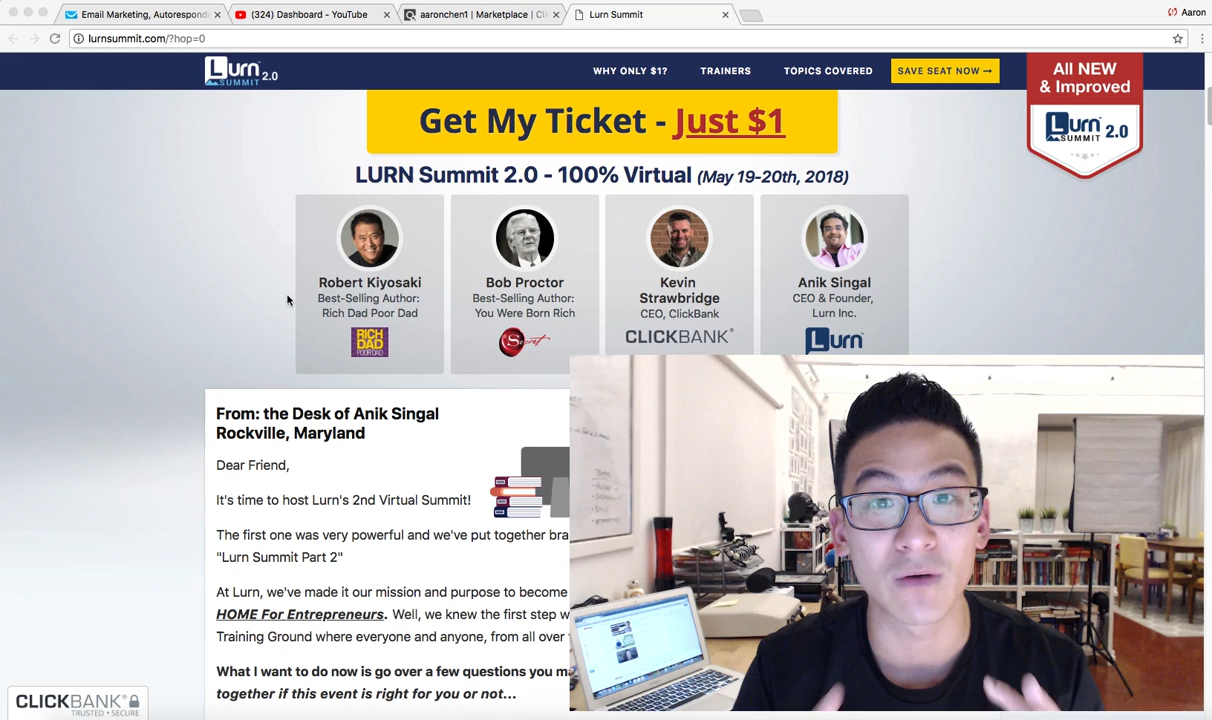 Email Marketing, Autorespond
(324) Dashboard - YouTube
aaronchen1 | Marketplace | Cli
Lurn Summit
Aaron
lurnsummit.com/?hop=0
Lurn 2.0
SUMMIT
WHY ONLY $1?
TRAINERS
TOPICS COVERED
SAVE SEAT NOW →
All NEW
& Improved
Lurn 2.0
SUMMIT
Get My Ticket - Just $1
LURN Summit 2.0 - 100% Virtual (May 19-20th, 2018)
Robert Kiyosaki
Best-Selling Author:
Rich Dad Poor Dad
RICH
DAD
POOR DAD
Bob Proctor
Best-Selling Author:
You Were Born Rich
Secret
Kevin
Strawbridge
CEO, ClickBank
CLICKBANK®
Anik Singal
CEO & Founder,
Lurn Inc.
Lurn
From: the Desk of Anik Singal
Rockville, Maryland
Dear Friend,
It's time to host Lurn's 2nd Virtual Summit!
The first one was very powerful and we've put together bra
"Lurn Summit Part 2"
At Lurn, we've made it our mission and purpose to become
HOME For Entrepreneurs. Well, we knew the first step w
Training Ground where everyone and anyone, from all over
What I want to do now is go over a few questions you ma
together if this event is right for you or not...
CLICKBANK®
TRUSTED • SECURE